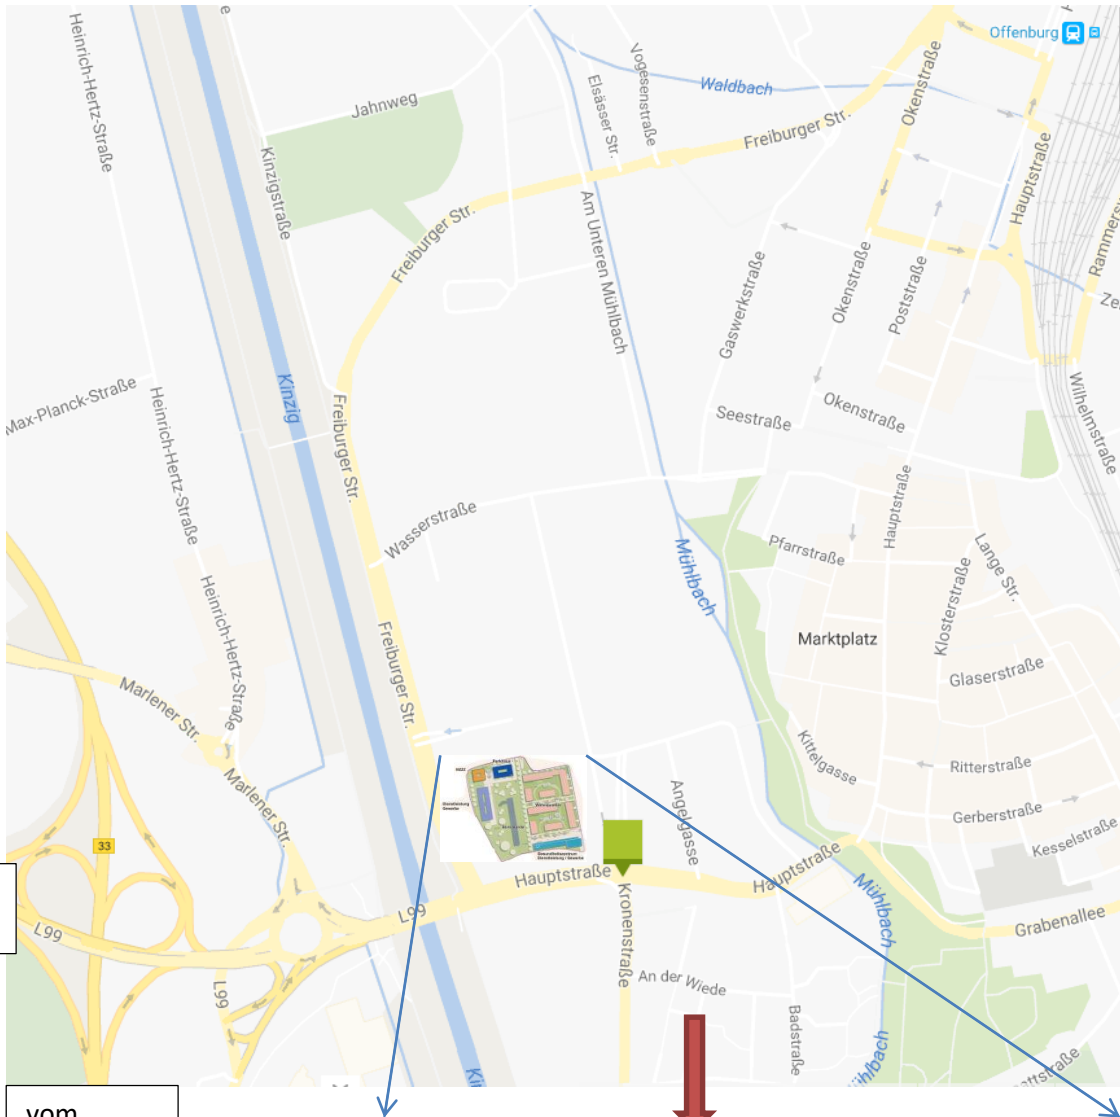 Offenburg
Heinrich-Hertz-Straße
Jahnweg
Vogesenstraße
Elsässer Str.
Waldbach
Okenstraße
Freiburger Str.
Kinzigstraße
Hauptstraße
Freiburger Str.
Am Unteren Mühlbach
Gaswerkstraße
Okenstraße
Poststraße
Kinzig
Max-Planck-Straße
Heinrich-Hertz-Straße
Freiburger Str.
Seestraße
Okenstraße
Wilhelmstraße
Hauptstraße
Wasserstraße
Mühlbach
Pfarrstraße
Klosterstraße
Lange Str.
Heinrich-Hertz-Straße
Freiburger Str.
Marktplatz
Glaserstraße
Marlener Str.
Marlener Str.
Kittelgasse
Ritterstraße
Angelgasse
Gerberstraße
Kesselstraße
33
Hauptstraße
Hauptstraße
Mühlbach
L99
L99
Kronenstraße
Grabenallee
An der Wiede
L99
Badstraße
vom